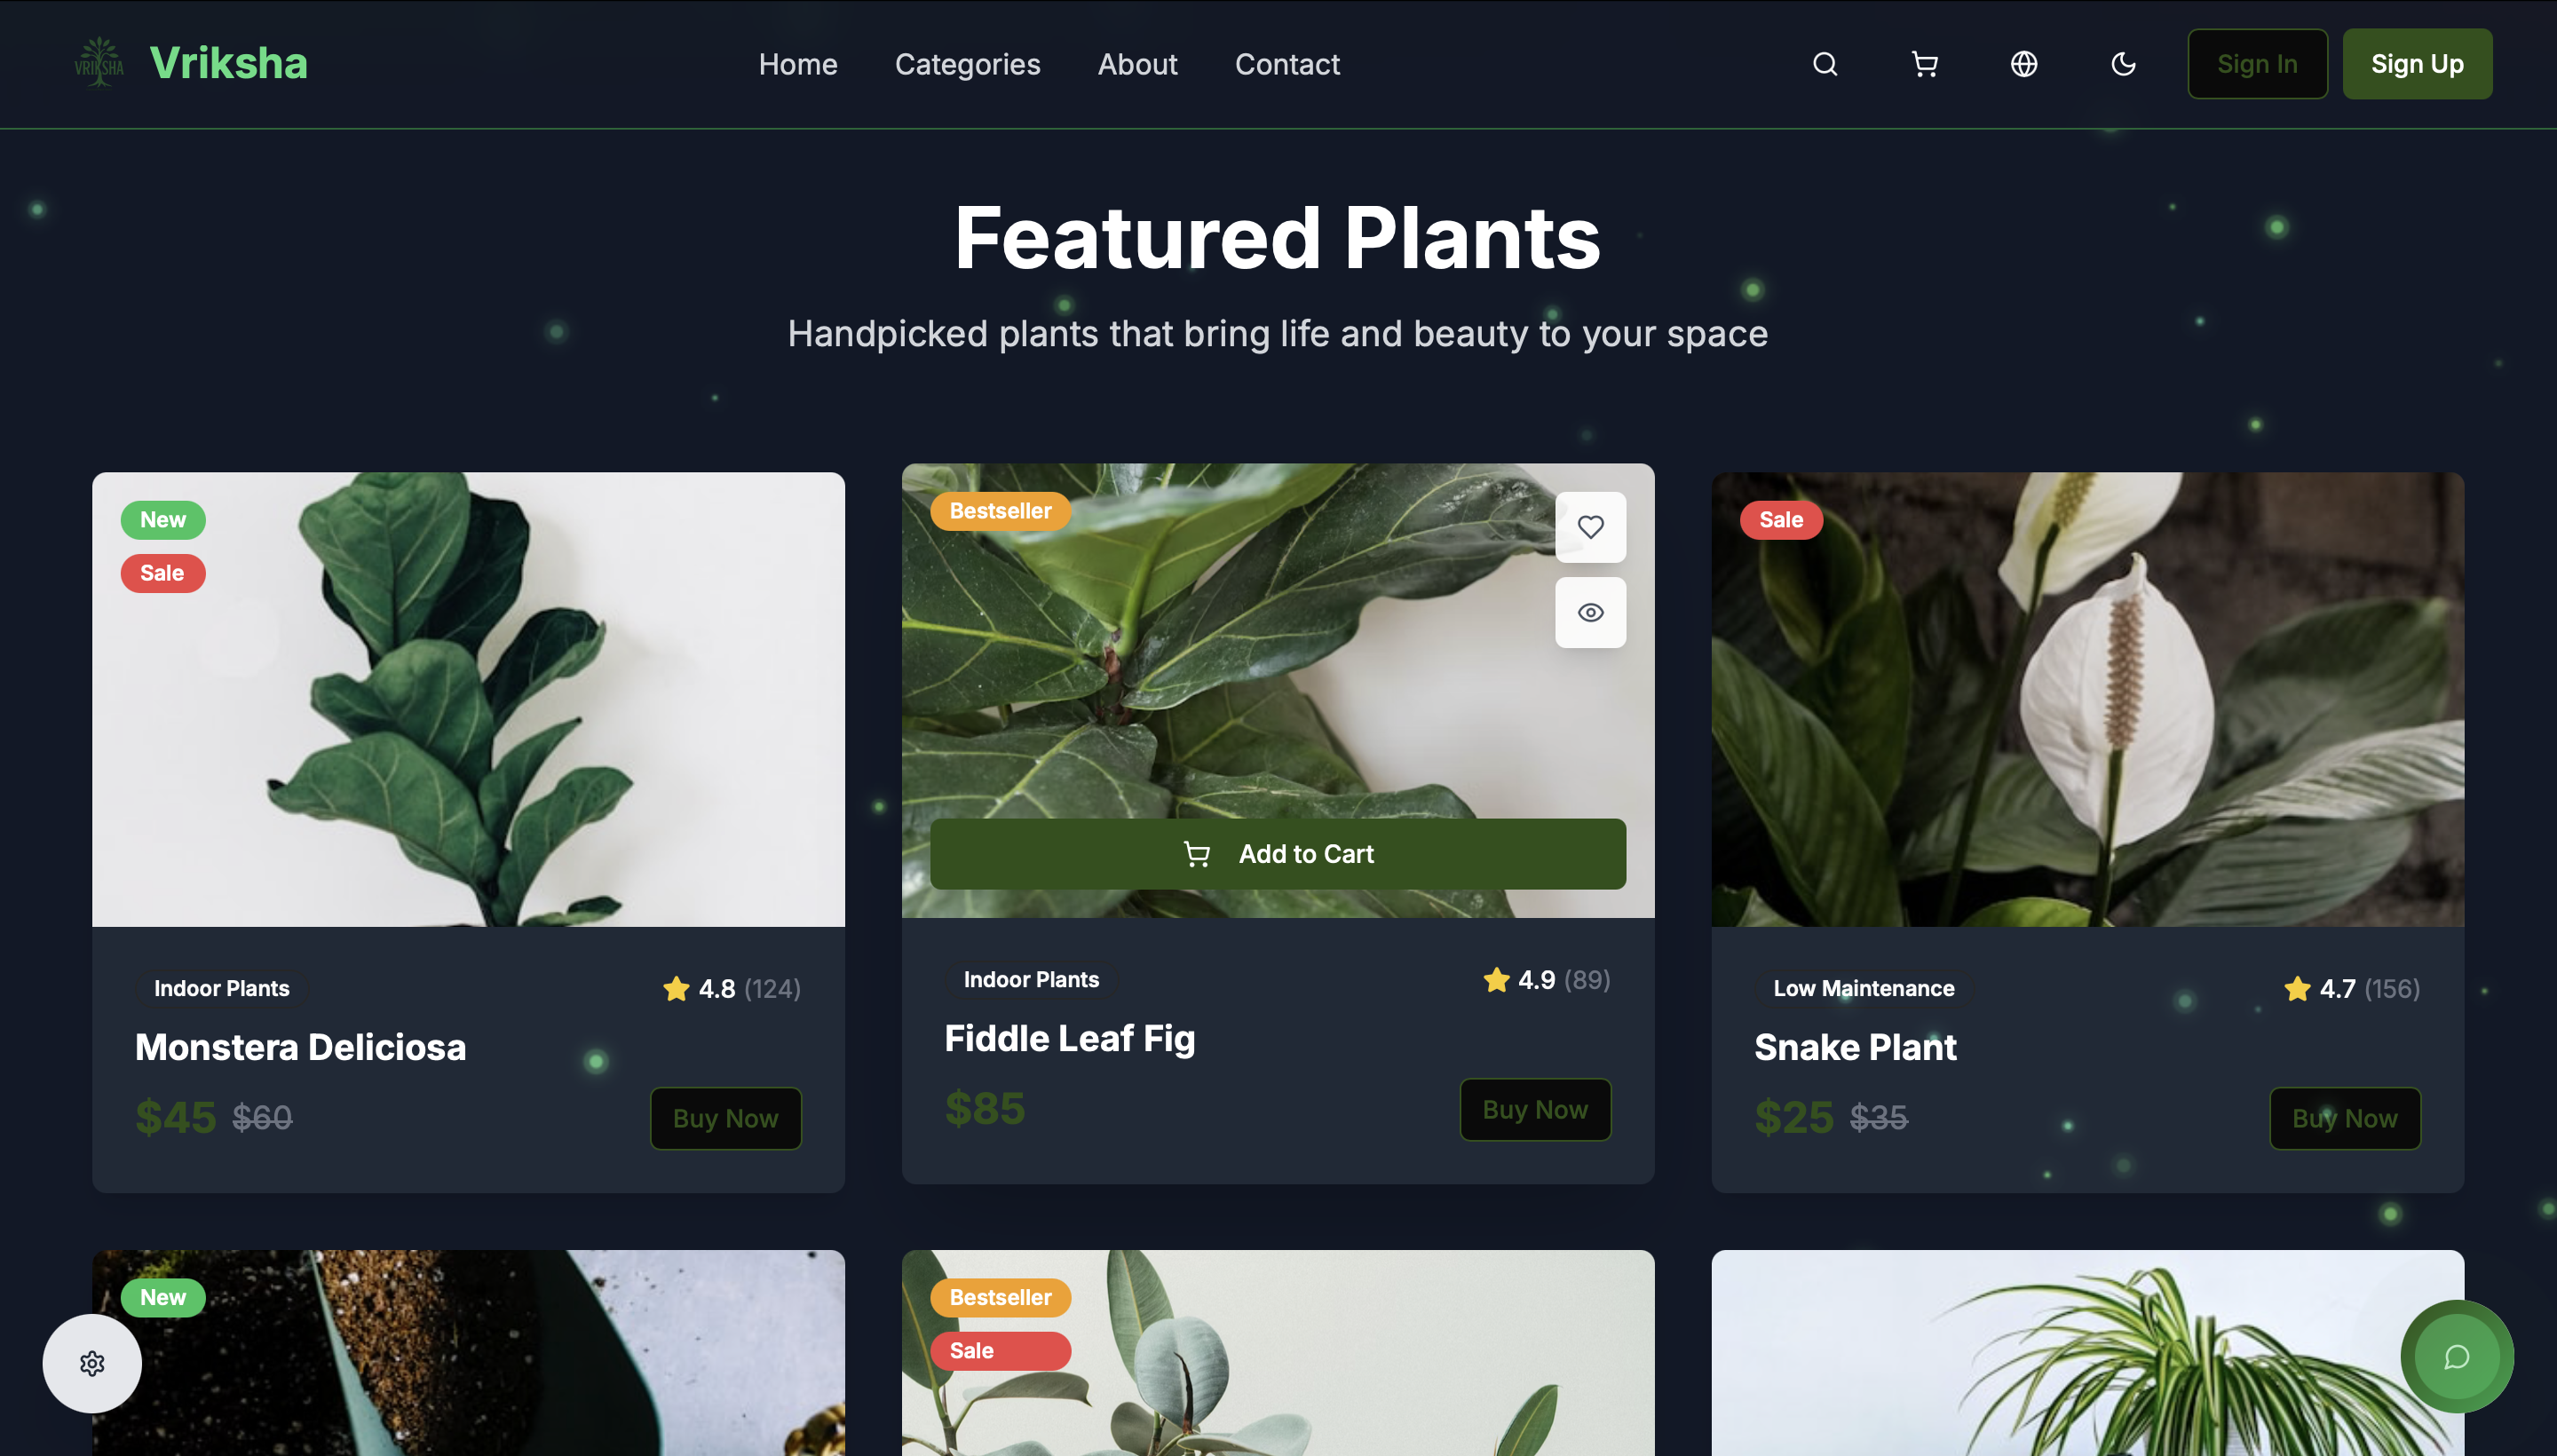 VRIKSHA
Vriksha
Home
Categories
About
Contact
Sign In
Sign Up
Featured Plants
Handpicked plants that bring life and beauty to your space
New
Sale
Bestseller
Sale
Add to Cart
Indoor Plants
4.8 (124)
Monstera Deliciosa
$45 $60
Buy Now
Indoor Plants
4.9 (89)
Fiddle Leaf Fig
$85
Buy Now
Low Maintenance
4.7 (156)
Snake Plant
$25 $35
Buy Now
New
Bestseller
Sale